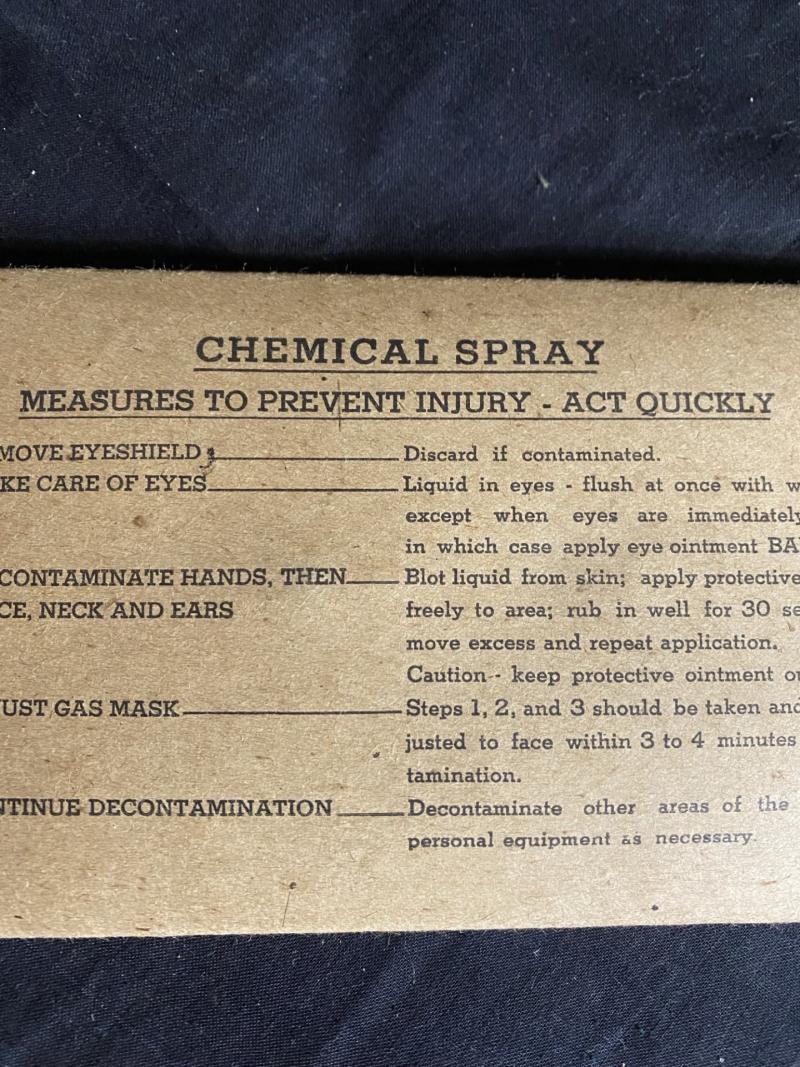 CHEMICAL SPRAY
MEASURES TO PREVENT INJURY - ACT QUICKLY
MOVE EYESHIELD Discard if contaminated.
KE CARE OF EYES Liquid in eyes - flush at once with w
except when eyes are immediately
in which case apply eye ointment BA
CONTAMINATE HANDS, THEN Blot liquid from skin; apply protective
CE, NECK AND EARS freely to area; rub in well for 30 se
move excess and repeat application.
Caution - keep protective ointment ou
UST GAS MASK Steps 1, 2, and 3 should be taken and
justed to face within 3 to 4 minutes
tamination.
NTINUE DECONTAMINATION Decontaminate other areas of the
personal equipment as necessary.